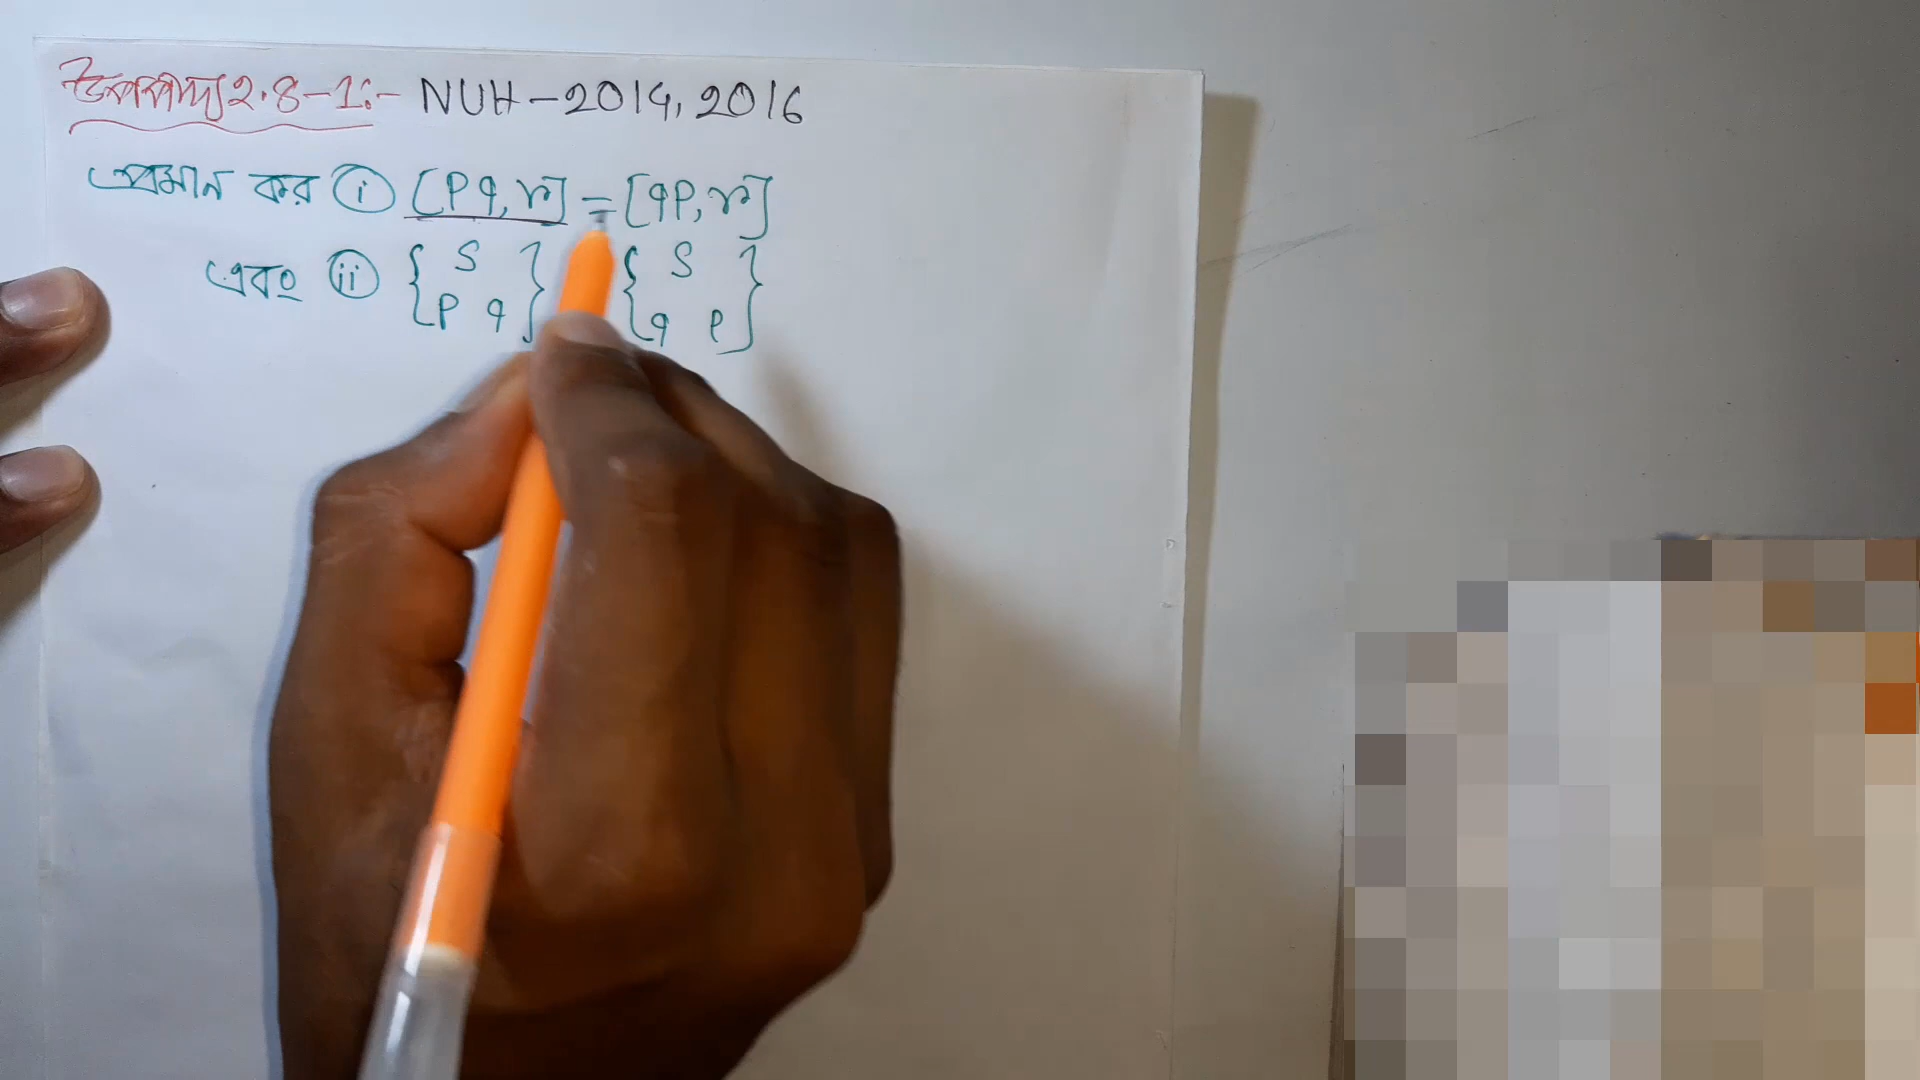 উপপাদ্য ২.৪-1:- NUH - 2014, 2016
প্রমান কর (i) [Pq, r] = [qP, r]
এবং (ii) { S P q } { S q P }